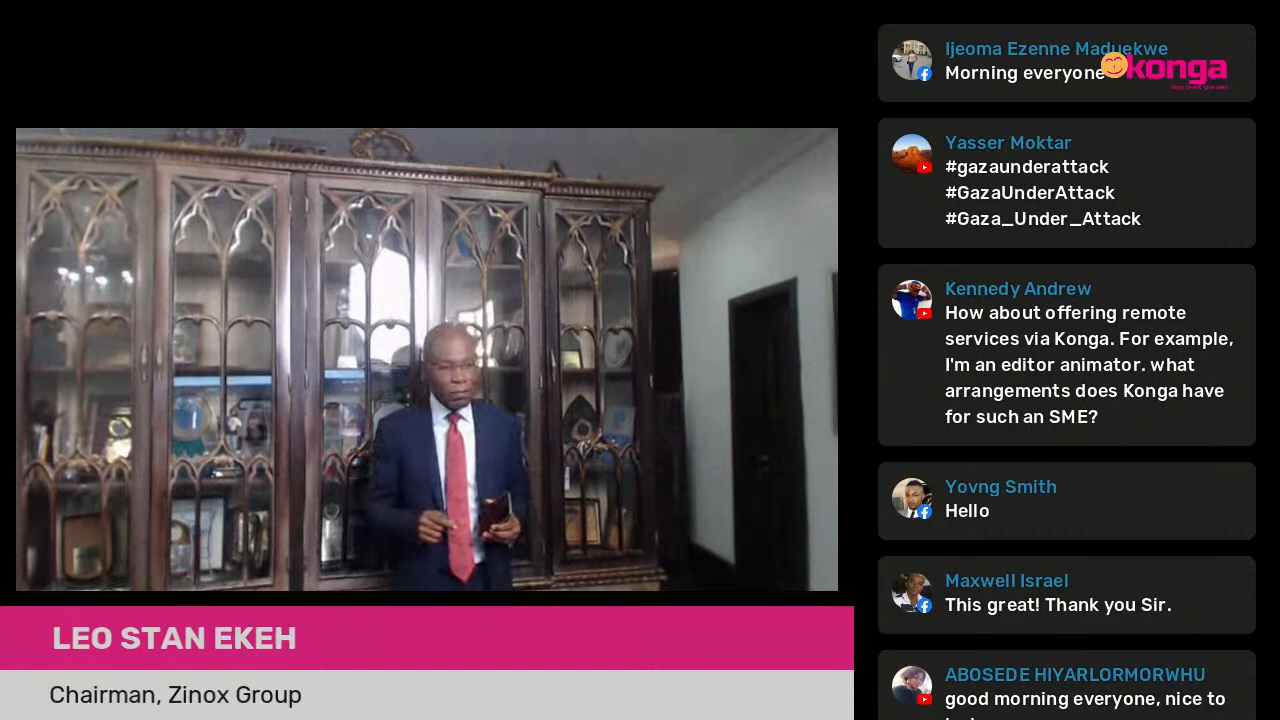 Ijeoma Ezenne Maduekwe
Morning everyone
konga
Yasser Moktar
#gazaunderattack
#GazaUnderAttack
#Gaza_Under_Attack
Kennedy Andrew
How about offering remote
services via Konga. For example,
I'm an editor animator. what
arrangements does Konga have
for such an SME?
Yovng Smith
Hello
Maxwell Israel
This great! Thank you Sir.
ABOSEDE HIYARLORMORWHU
good morning everyone, nice to
LEO STAN EKEH
Chairman, Zinox Group